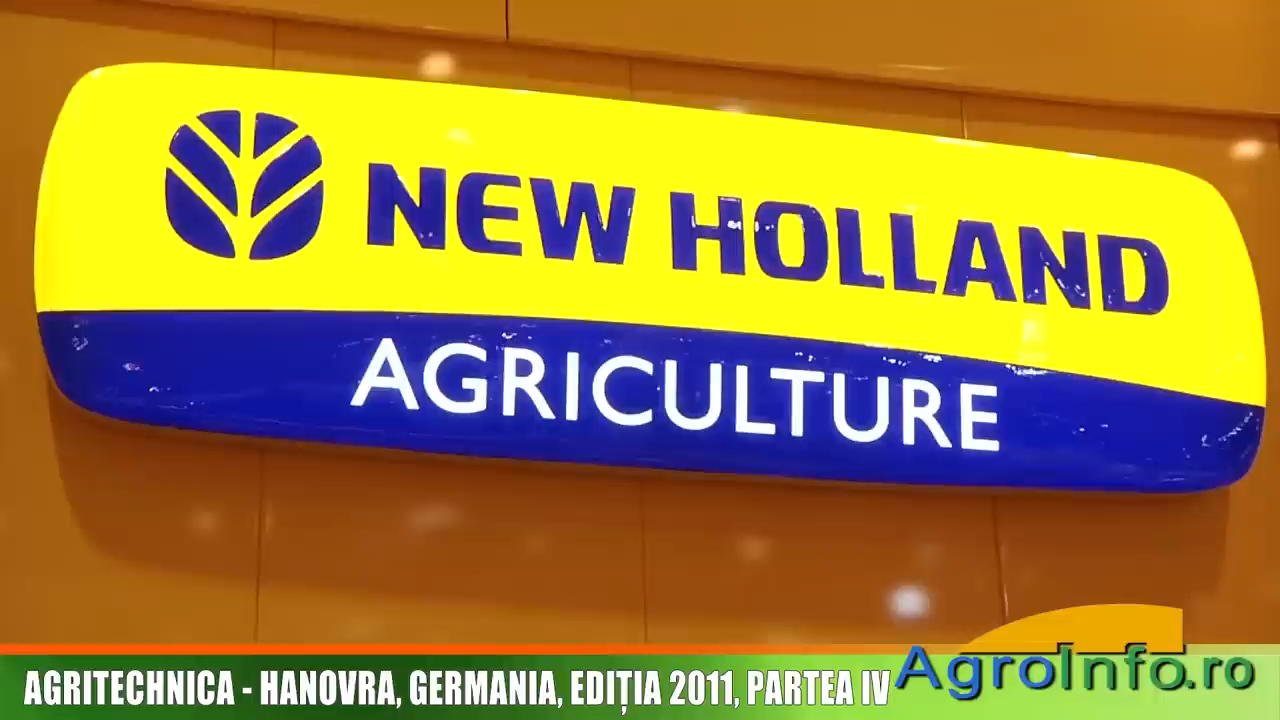 NEW HOLLAND
AGRICULTURE
AGRITECHNICA - HANOVRA, GERMANIA, EDIȚIA 2011, PARTEA IV
AgroInfo.ro